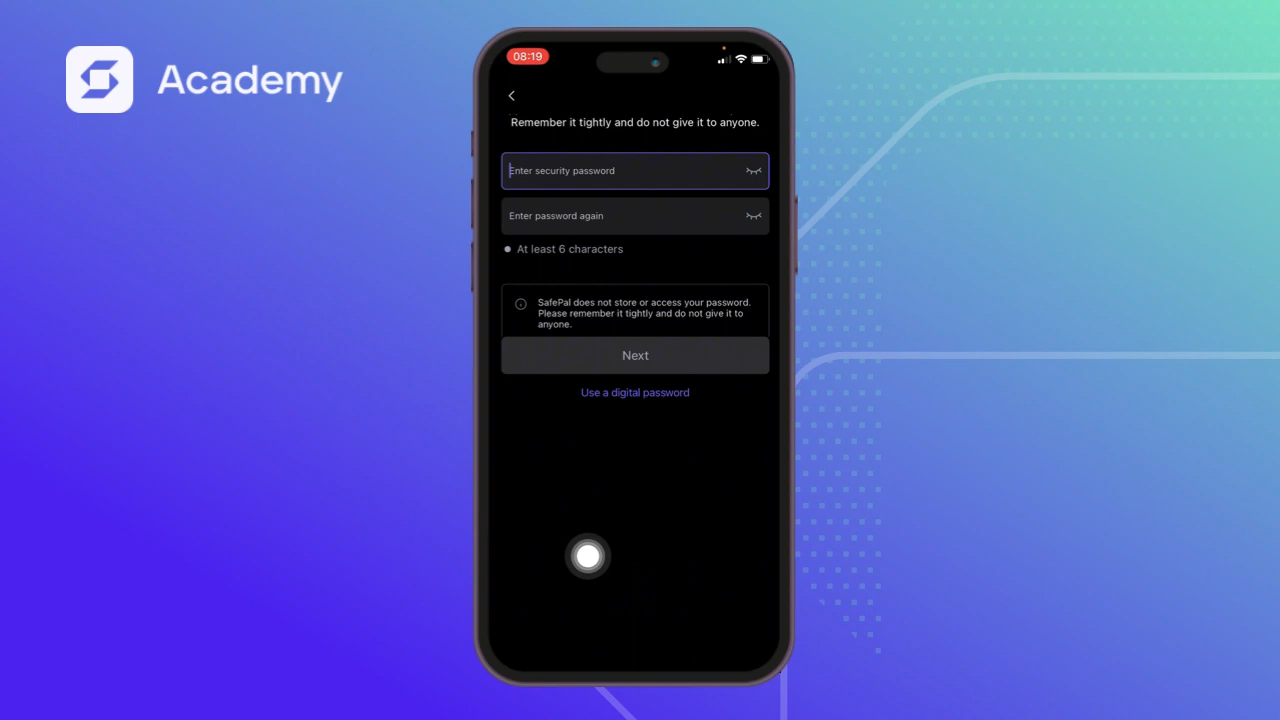 Academy
08:19
Remember it tightly and do not give it to anyone.
Enter security password
Enter password again
At least 6 characters
SafePal does not store or access your password.
Please remember it tightly and do not give it to
anyone.
Next
Use a digital password